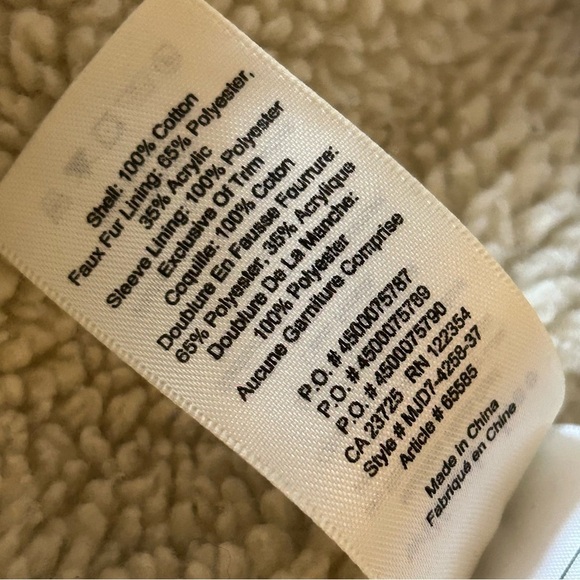 Shell: 100% Cotton
Faux Fur Lining: 65% Polyester,
35% Acrylic
Sleeve Lining: 100% Polyester
Exclusive Of Trim
Coquille: 100% Coton
Doublure En Fausse Fourrure:
65% Polyester, 35% Acrylique
Doublure De La Manche:
100% Polyester
Aucune Garniture Comprise
P.O. # 4500075787
P.O. # 4500075789
P.O. # 4500075790
CA 23725 RN 122354
Style # MJD7-4258-37
Article # 65585
Made In China
Fabriqué en Chine